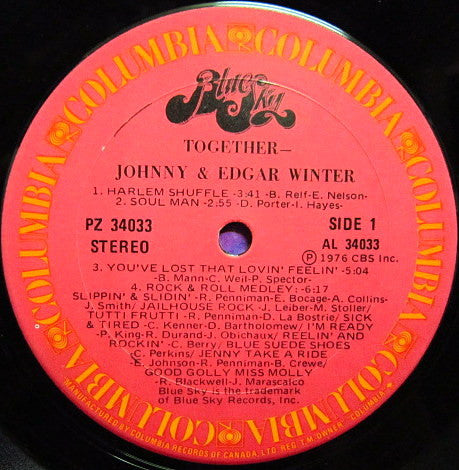 COLUMBIA COLUMBIA COLUMBIA COLUMBIA COLUMBIA COLUMBIA
Blue Sky
TOGETHER—
JOHNNY & EDGAR WINTER
1. HARLEM SHUFFLE -3:41 -B. Relf-E. Nelson-
2. SOUL MAN -2:55 -D. Porter-I. Hayes-
PZ 34033
SIDE 1
STEREO
AL 34033
Ⓟ 1976 CBS Inc.
3. YOU'VE LOST THAT LOVIN' FEELIN' -5:04
-B. Mann-C. Weil-P. Spector-
4. ROCK & ROLL MEDLEY: -6:17
SLIPPIN' & SLIDIN' -R. Penniman-E. Bocage-A. Collins-
J. Smith/ JAILHOUSE ROCK -J. Leiber-M. Stoller/
TUTTI FRUTTI - R. Penniman-D. La Bostrie/ SICK
& TIRED -C. Kenner-D. Bartholomew/ I'M READY
-P. King-R. Durand-J. Obichaux/ REELIN' AND
ROCKIN' -C. Berry/ BLUE SUEDE SHOES
-C. Perkins/ JENNY TAKE A RIDE
-E. Johnson-R. Penniman-B. Crewe/
GOOD GOLLY MISS MOLLY
-R. Blackwell-J. Marascalco
Blue Sky is the trademark
of Blue Sky Records, Inc.
MANUFACTURED BY COLUMBIA RECORDS OF CANADA, LTD./REG. T.M. OWNER "COLUMBIA"